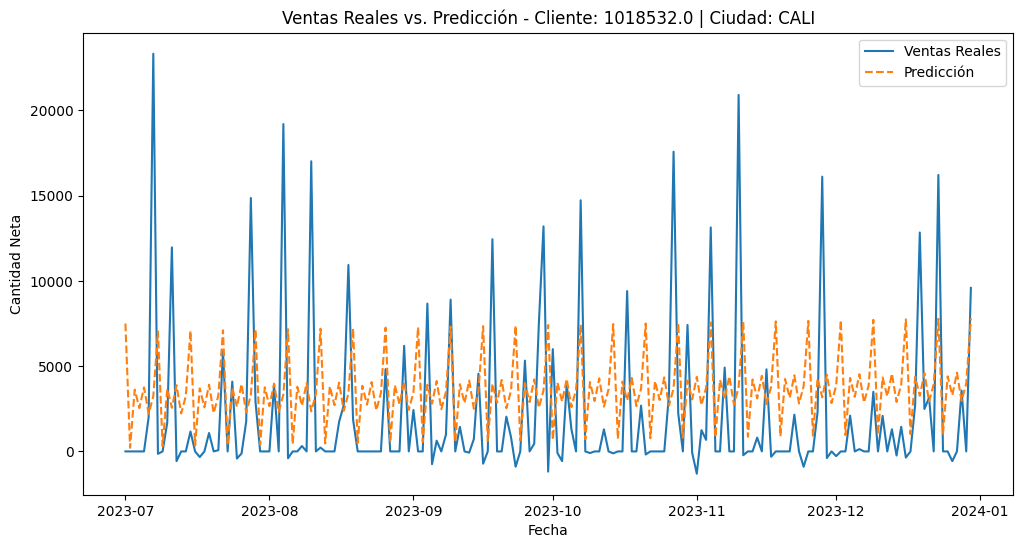 Ventas Reales vs. Predicción - Cliente: 1018532.0 | Ciudad: CALI
Ventas Reales
Predicción
Cantidad Neta
20000
15000
10000
5000
0
2023-07
2023-08
2023-09
2023-10
2023-11
2023-12
2024-01
Fecha